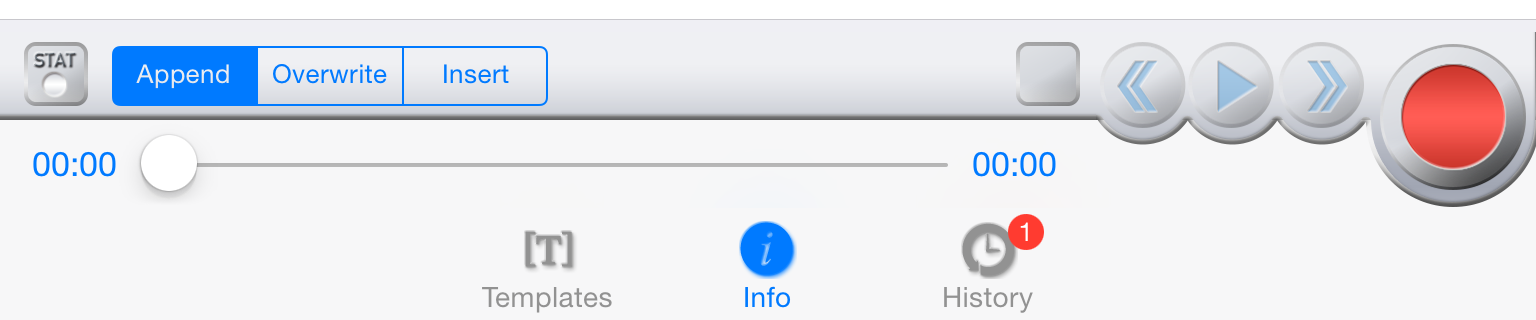 STAT
Append Overwrite Insert
00:00 00:00
[T] i 1
Templates Info History